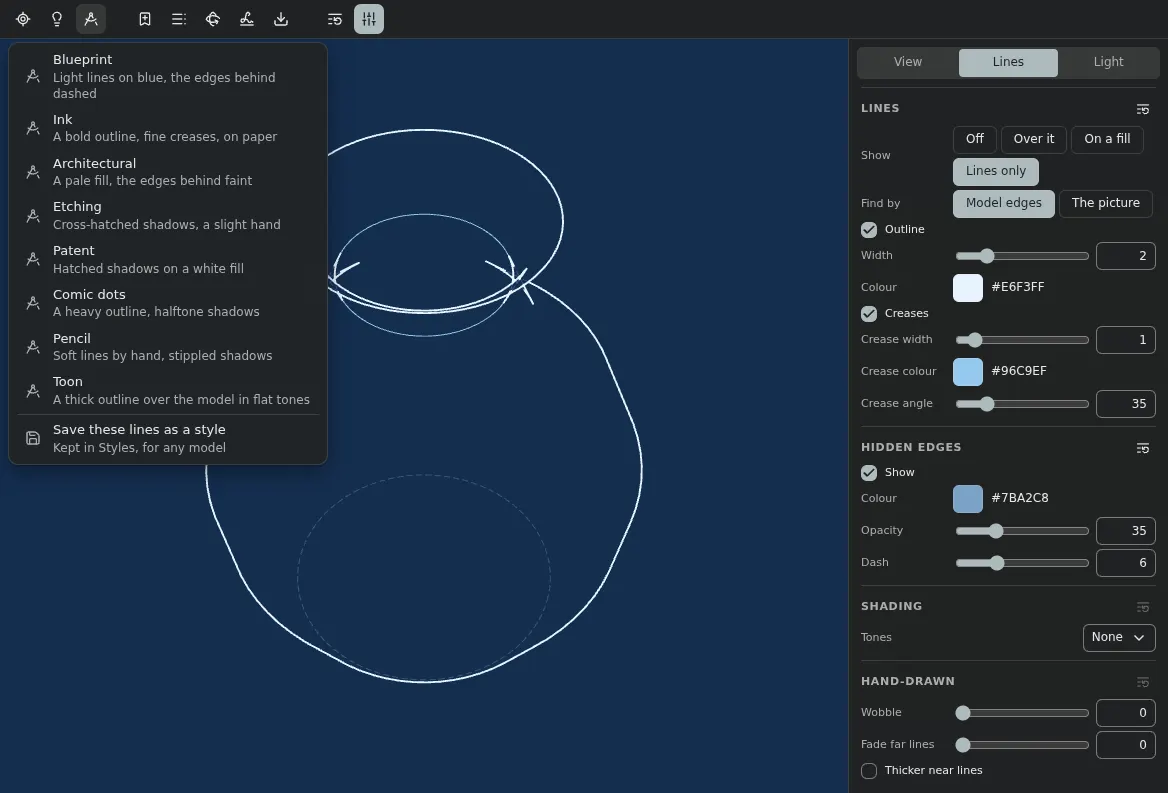 Blueprint
Light lines on blue, the edges behind
dashed
Ink
A bold outline, fine creases, on paper
Architectural
A pale fill, the edges behind faint
Etching
Cross-hatched shadows, a slight hand
Patent
Hatched shadows on a white fill
Comic dots
A heavy outline, halftone shadows
Pencil
Soft lines by hand, stippled shadows
Toon
A thick outline over the model in flat tones
Save these lines as a style
Kept in Styles, for any model
View Lines Light
LINES
Show Off Over it On a fill
Lines only
Find by Model edges The picture
Outline
Width 2
Colour #E6F3FF
Creases
Crease width 1
Crease colour #96C9EF
Crease angle 35
HIDDEN EDGES
Show
Colour #7BA2C8
Opacity 35
Dash 6
SHADING
Tones None
HAND-DRAWN
Wobble 0
Fade far lines 0
Thicker near lines